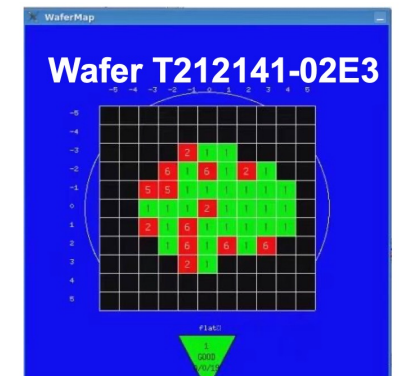 WaferMap
Wafer T212141-02E3
-5 -4 -3 -2 -1 0 1 2 3 4 5
-5
-4
-3 2 1 1
-2 6 1 6 1 2 1
-1 5 5 1 1 1 1 1 1
0 1 1 1 2 1 1 1 1
1 2 1 6 1 1 1 1 1
2 1 6 1 6 1 6
3 2 1
4
5
flat()
1
GOOD